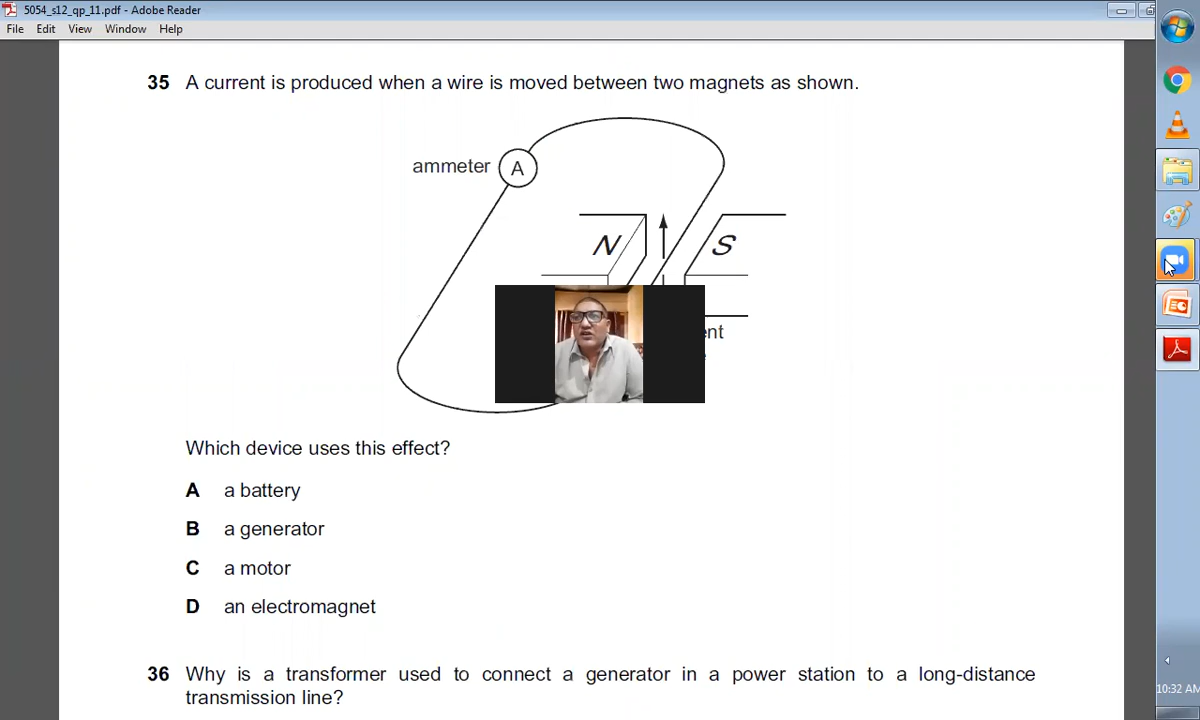 5054_s12_qp_11.pdf - Adobe Reader
File Edit View Window Help
35 A current is produced when a wire is moved between two magnets as shown.
ammeter A
N S
Which device uses this effect?
A a battery
B a generator
C a motor
D an electromagnet
36 Why is a transformer used to connect a generator in a power station to a long-distance
transmission line?
10:32 AM